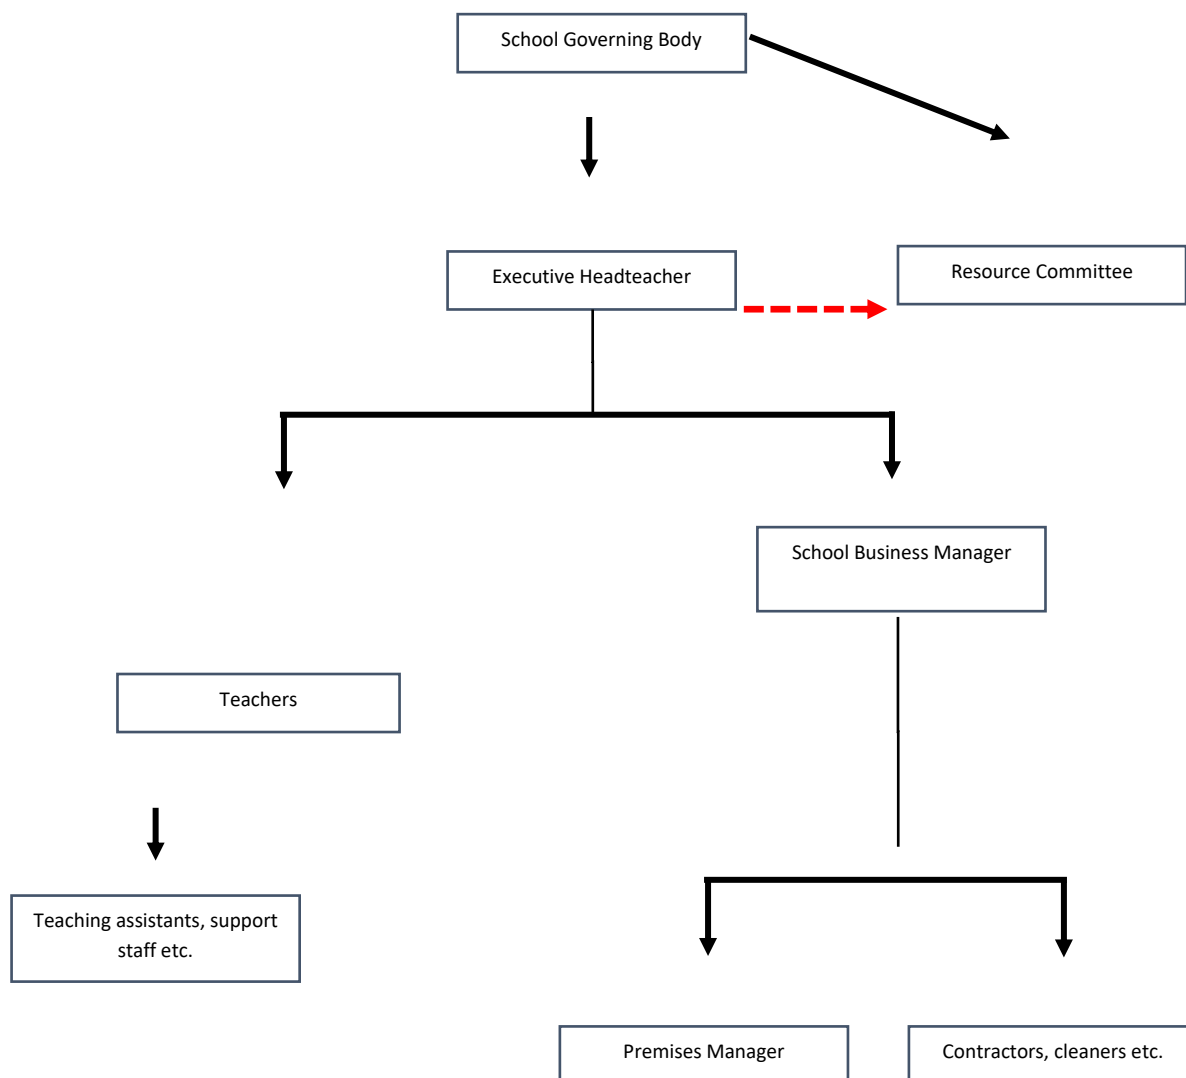 School Governing Body
Executive Headteacher
Resource Committee
School Business Manager
Teachers
Teaching assistants, support
staff etc.
Premises Manager
Contractors, cleaners etc.